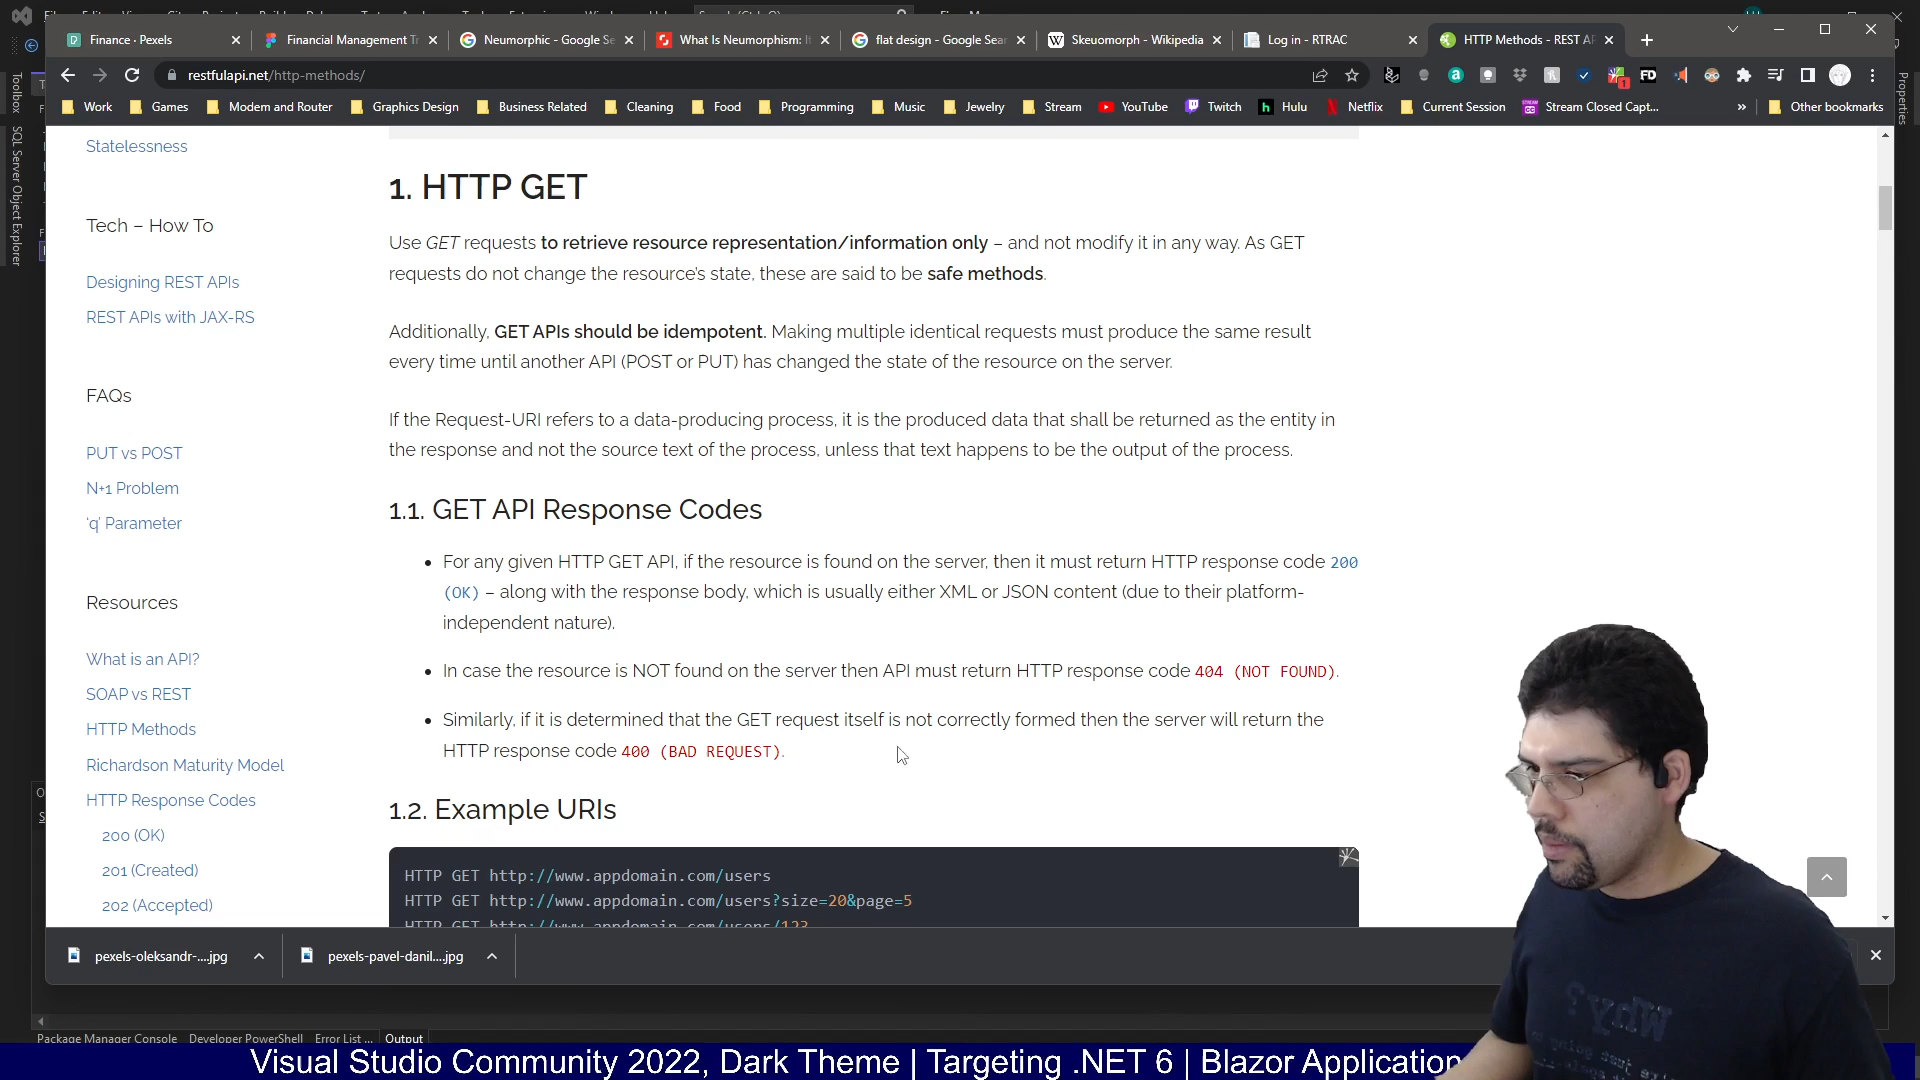 Finance · Pexels
Financial Management Tr
Neumorphic - Google Se
What Is Neumorphism: I
flat design - Google Sear
Skeuomorph - Wikipedia
Log in - RTRAC
HTTP Methods - REST AP
restfulapi.net/http-methods/
Work
Games
Modem and Router
Graphics Design
Business Related
Cleaning
Food
Programming
Music
Jewelry
Stream
YouTube
Twitch
Hulu
Netflix
Current Session
Stream Closed Capt...
»
Other bookmarks
Toolbox
SQL Server Object Explorer
Properties
Statelessness
Tech – How To
Designing REST APIs
REST APIs with JAX-RS
FAQs
PUT vs POST
N+1 Problem
‘q’ Parameter
Resources
What is an API?
SOAP vs REST
HTTP Methods
Richardson Maturity Model
HTTP Response Codes
200 (OK)
201 (Created)
202 (Accepted)
1. HTTP GET
Use GET requests to retrieve resource representation/information only – and not modify it in any way. As GET
requests do not change the resource’s state, these are said to be safe methods.
Additionally, GET APIs should be idempotent. Making multiple identical requests must produce the same result
every time until another API (POST or PUT) has changed the state of the resource on the server.
If the Request-URI refers to a data-producing process, it is the produced data that shall be returned as the entity in
the response and not the source text of the process, unless that text happens to be the output of the process.
1.1. GET API Response Codes
• For any given HTTP GET API, if the resource is found on the server, then it must return HTTP response code 200
(OK) – along with the response body, which is usually either XML or JSON content (due to their platform-
independent nature).
• In case the resource is NOT found on the server then API must return HTTP response code 404 (NOT FOUND).
• Similarly, if it is determined that the GET request itself is not correctly formed then the server will return the
HTTP response code 400 (BAD REQUEST).
1.2. Example URIs
HTTP GET http://www.appdomain.com/users
HTTP GET http://www.appdomain.com/users?size=20&page=5
HTTP GET http://www.appdomain.com/users/123
pexels-oleksandr-....jpg
pexels-pavel-danil....jpg
Package Manager Console
Developer PowerShell
Error List ...
Output
Visual Studio Community 2022, Dark Theme | Targeting .NET 6 | Blazor Application